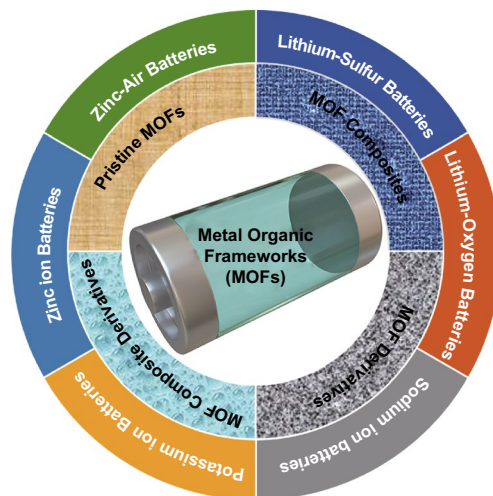 Zinc-Air Batteries
Lithium-Sulfur Batteries
Lithium-Oxygen Batteries
Sodium ion batteries
Potassium ion Batteries
Zinc ion Batteries
Pristine MOFs
MOF Composites
MOF Derivatives
MOF Composite Derivatives
Metal Organic
Frameworks
(MOFs)